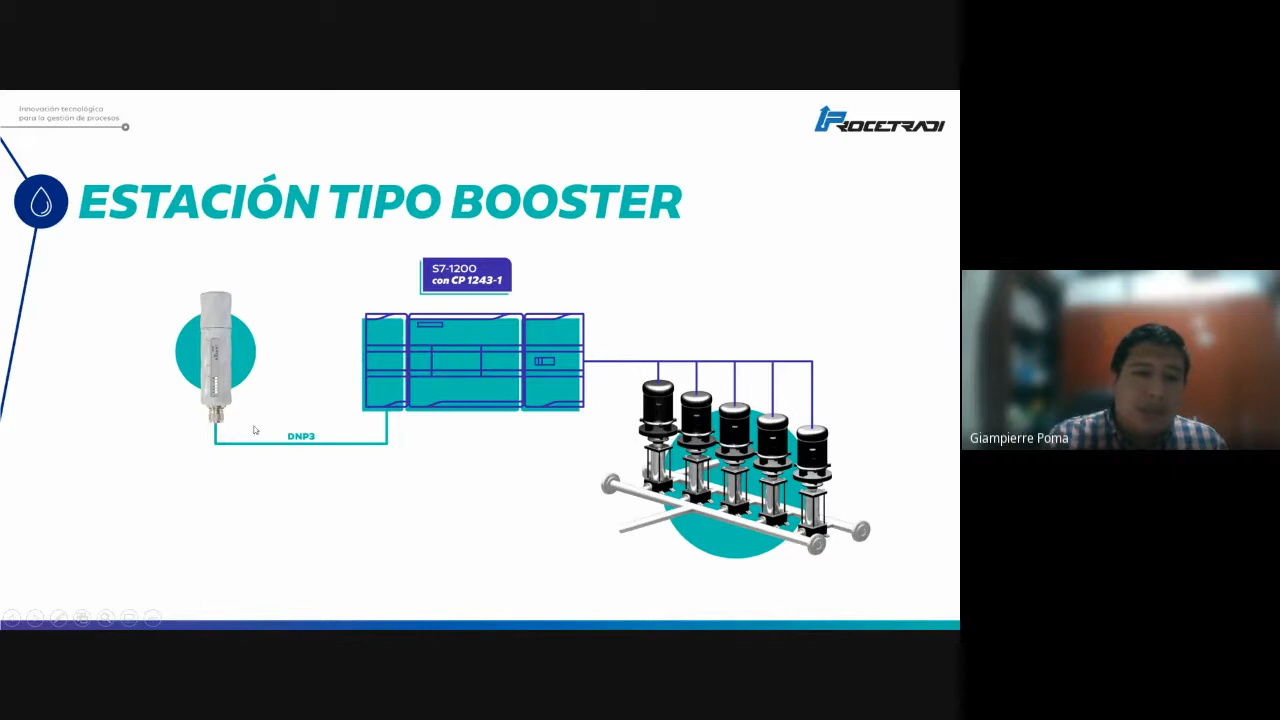 Innovación tecnológica
para la gestión de procesos
PROCETRADI
ESTACIÓN TIPO BOOSTER
S7-1200
con CP 1243-1
DNP3
Giampierre Poma